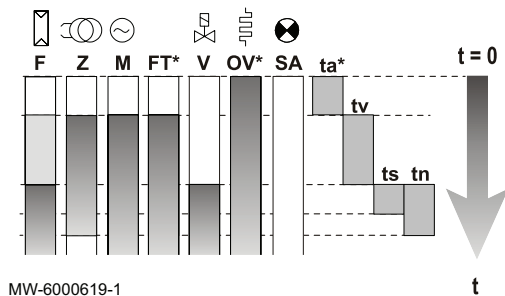 F Z M FT* V OV* SA ta* t = 0
tv
ts tn
MW-6000619-1 t